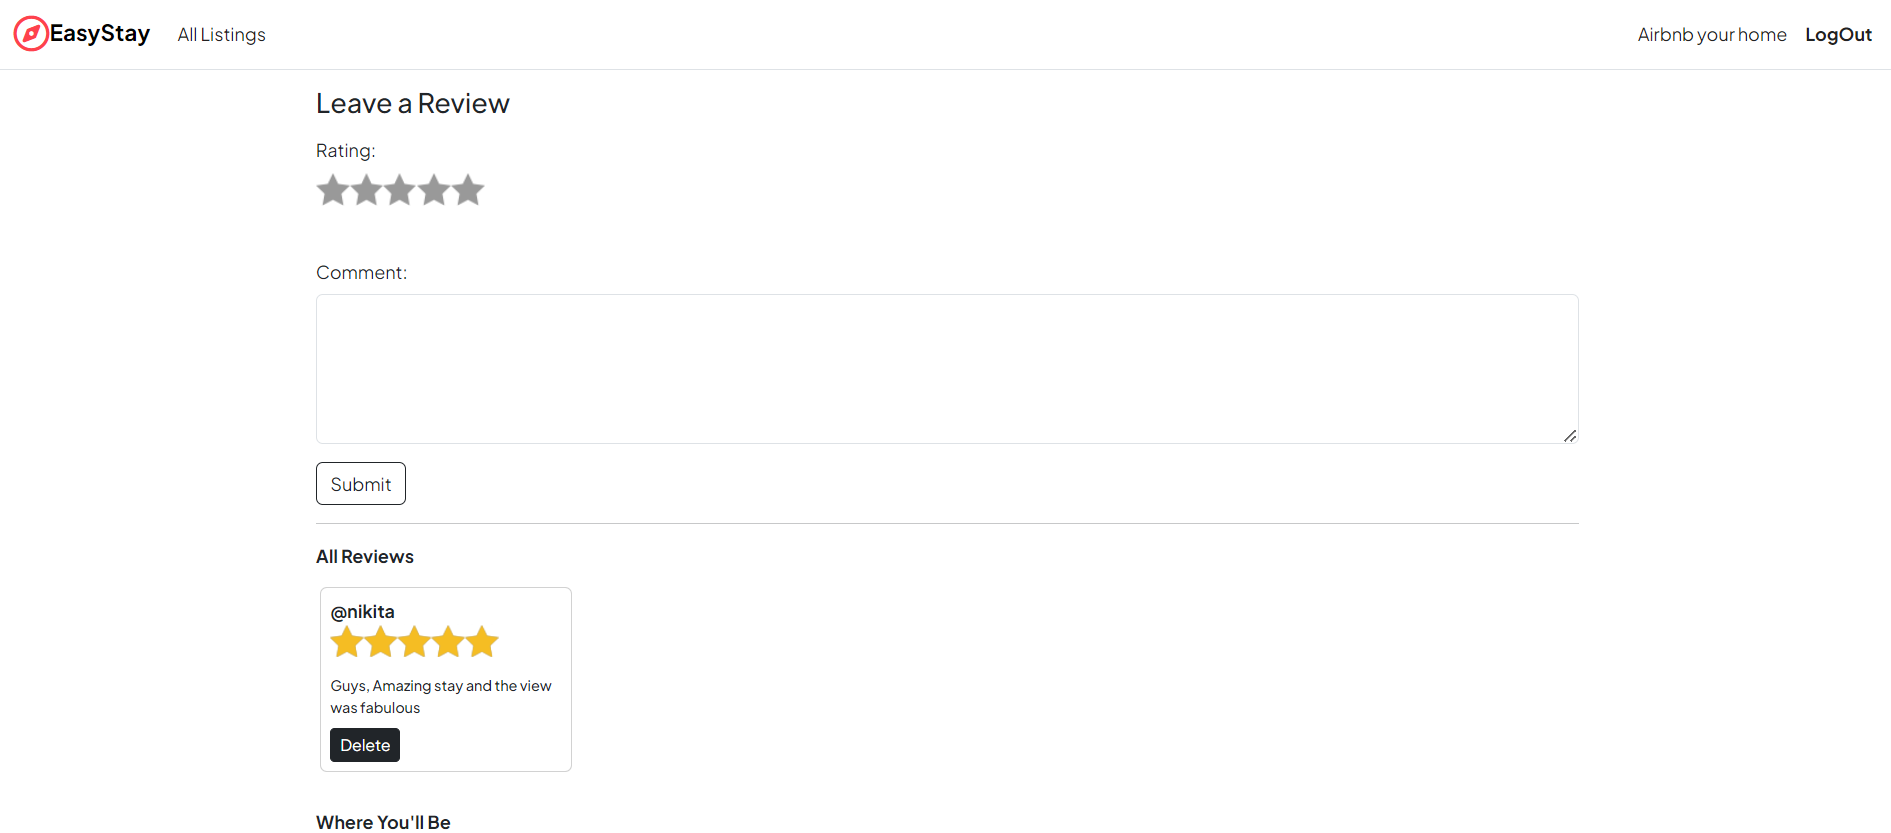 EasyStay All Listings Airbnb your home LogOut
Leave a Review
Rating:
Comment:
Submit
All Reviews
@nikita
Guys, Amazing stay and the view
was fabulous
Delete
Where You'll Be